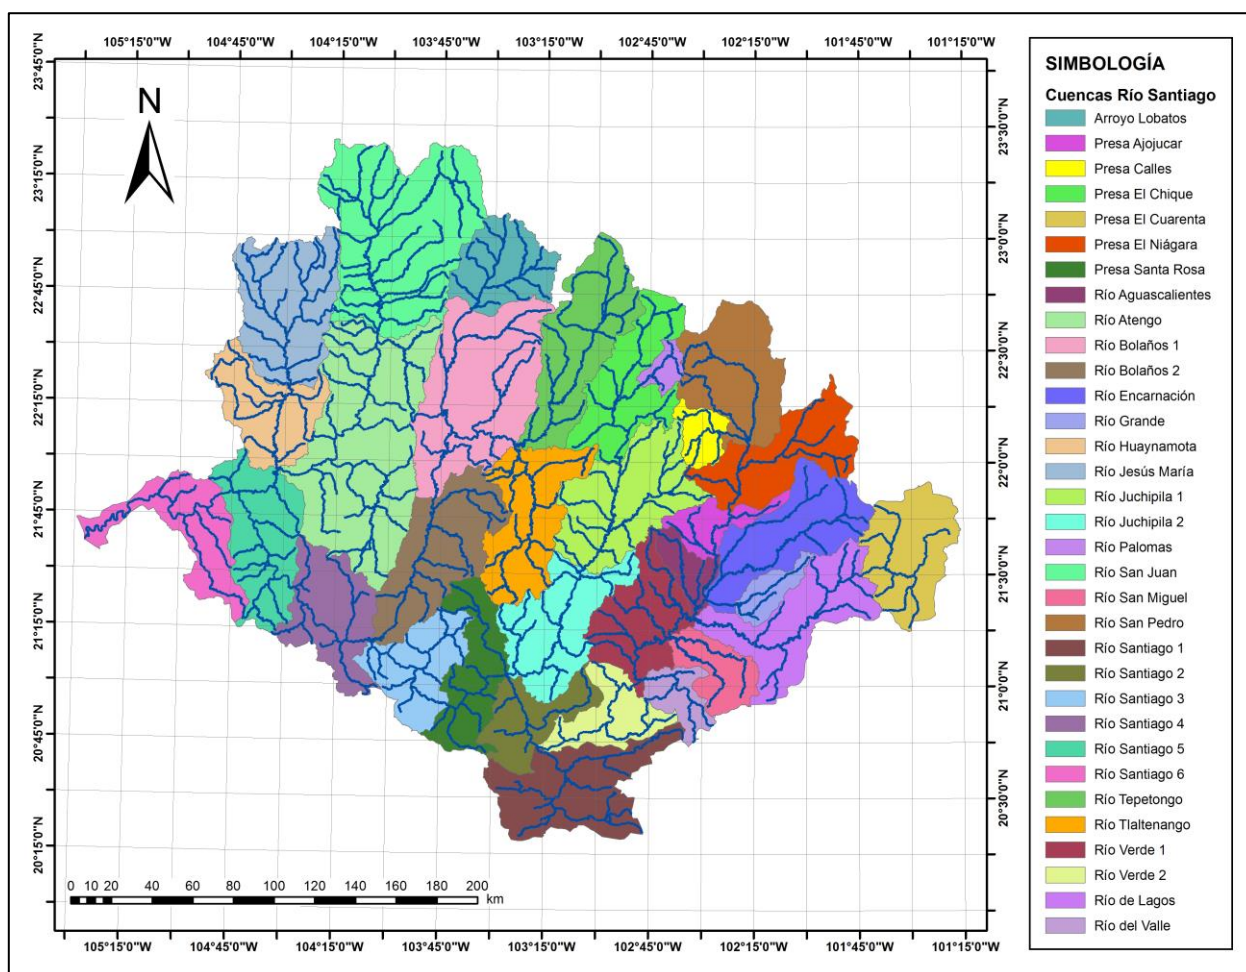 105°15'0"W 104°45'0"W 104°15'0"W 103°45'0"W 103°15'0"W 102°45'0"W 102°15'0"W 101°45'0"W 101°15'0"W
23°45'0"N
23°15'0"N
22°45'0"N
22°15'0"N
21°45'0"N
21°15'0"N
20°45'0"N
20°15'0"N
N
23°30'0"N
23°0'0"N
22°30'0"N
22°0'0"N
21°30'0"N
21°0'0"N
20°30'0"N
0 10 20 40 60 80 100 120 140 160 180 200
km
105°15'0"W 104°45'0"W 104°15'0"W 103°45'0"W 103°15'0"W 102°45'0"W 102°15'0"W 101°45'0"W 101°15'0"W
SIMBOLOGÍA
Cuencas Río Santiago
Arroyo Lobatos
Presa Ajojucar
Presa Calles
Presa El Chique
Presa El Cuarenta
Presa El Niágara
Presa Santa Rosa
Río Aguascalientes
Río Atengo
Río Bolaños 1
Río Bolaños 2
Río Encarnación
Río Grande
Río Huaynamota
Río Jesús María
Río Juchipila 1
Río Juchipila 2
Río Palomas
Río San Juan
Río San Miguel
Río San Pedro
Río Santiago 1
Río Santiago 2
Río Santiago 3
Río Santiago 4
Río Santiago 5
Río Santiago 6
Río Tepetongo
Río Tlaltenango
Río Verde 1
Río Verde 2
Río de Lagos
Río del Valle